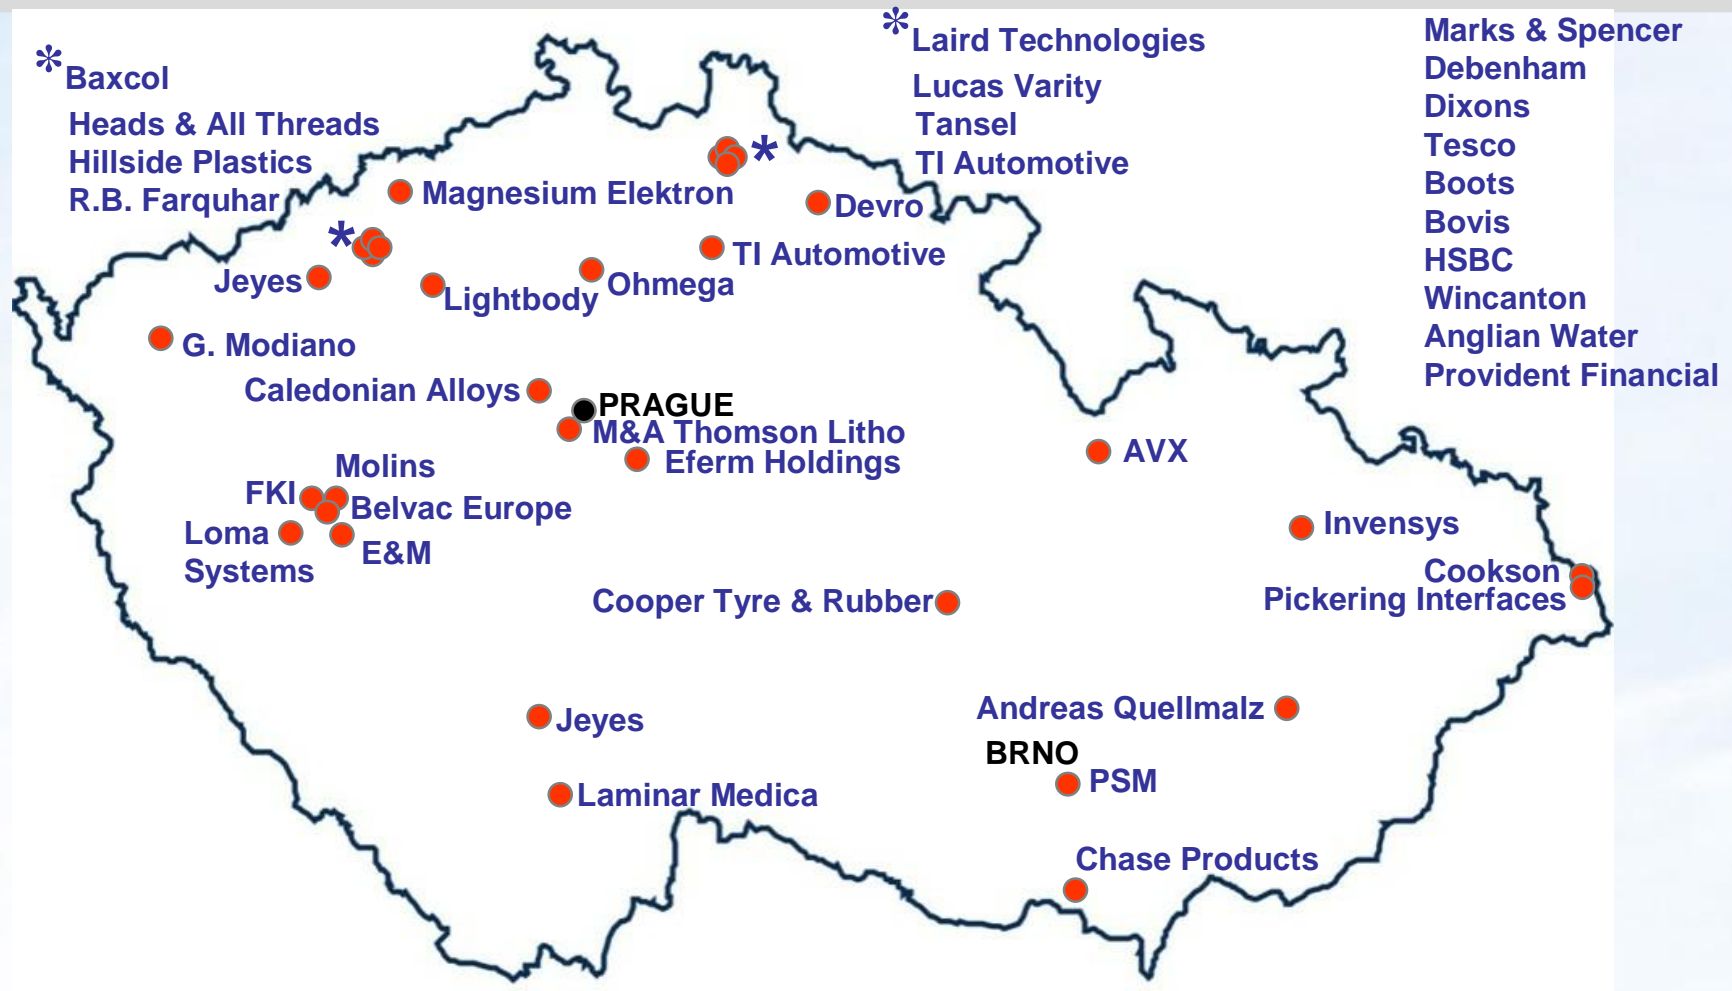 *
Baxcol
Heads & All Threads
Hillside Plastics
R.B. Farquhar
*
Laird Technologies
Lucas Varity
Tansel
TI Automotive
Marks & Spencer
Debenham
Dixons
Tesco
Boots
Bovis
HSBC
Wincanton
Anglian Water
Provident Financial
*
Magnesium Elektron
Devro
*
TI Automotive
Jeyes
Lightbody
Ohmega
G. Modiano
Caledonian Alloys
PRAGUE
M&A Thomson Litho
Eferm Holdings
AVX
Molins
FKI
Belvac Europe
Loma
Systems
E&M
Invensys
Cookson
Pickering Interfaces
Cooper Tyre & Rubber
Jeyes
Andreas Quellmalz
BRNO
PSM
Laminar Medica
Chase Products